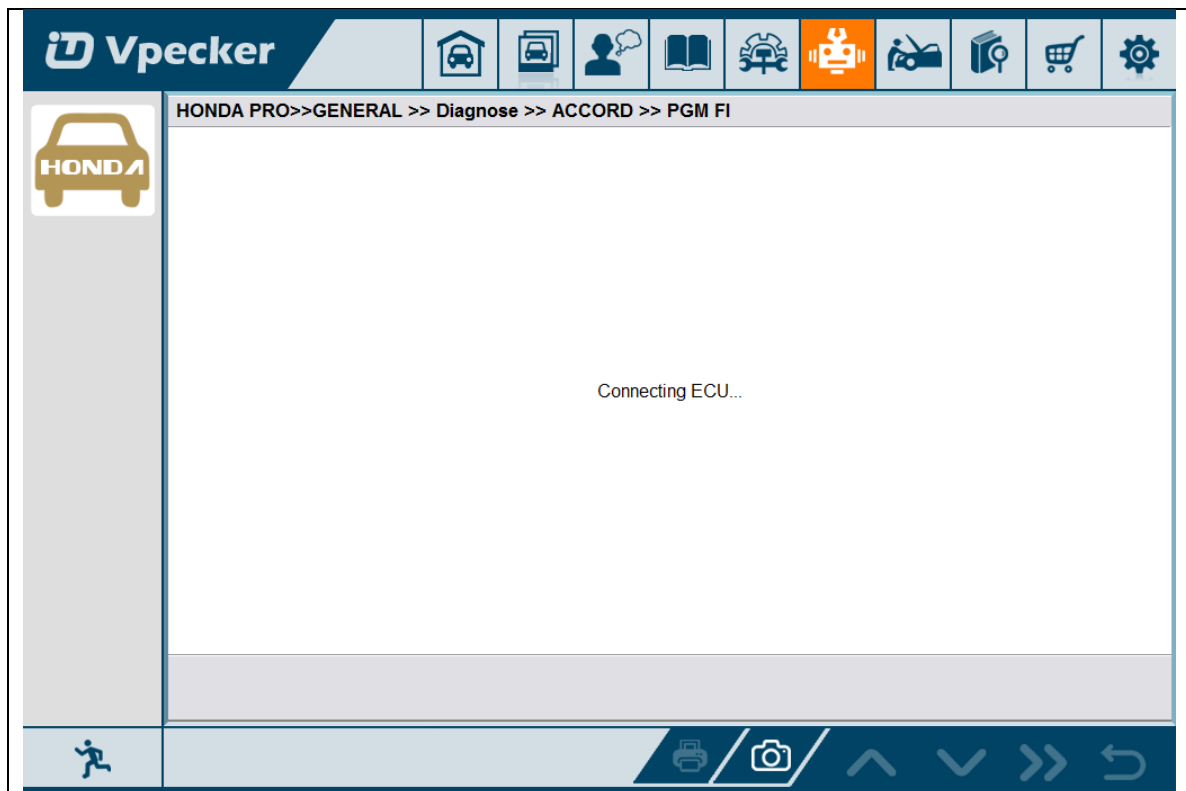 Vpecker
HONDA PRO>>GENERAL >> Diagnose >> ACCORD >> PGM FI
HONDA
Connecting ECU...